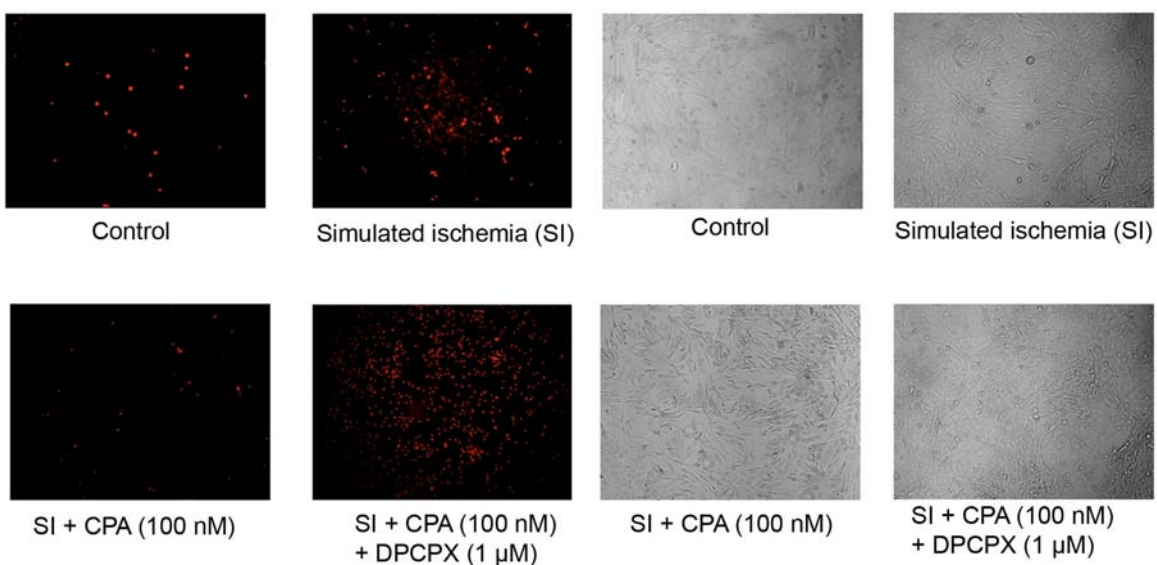 Control
Simulated ischemia (SI)
Control
Simulated ischemia (SI)
SI + CPA (100 nM)
SI + CPA (100 nM)
+ DPCPX (1 μM)
SI + CPA (100 nM)
SI + CPA (100 nM)
+ DPCPX (1 μM)